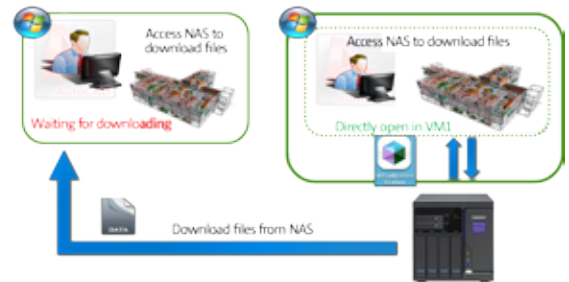 Access NAS to
download files
Waiting for downloading
Access NAS to download files
Directly open in VM1
DATA
Download files from NAS